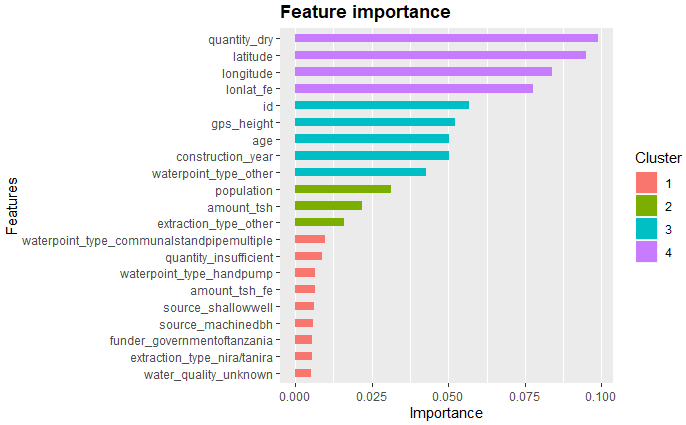 Feature importance
Features
quantity_dry
latitude
longitude
lonlat_fe
id
gps_height
age
construction_year
waterpoint_type_other
population
amount_tsh
extraction_type_other
waterpoint_type_communalstandpipemultiple
quantity_insufficient
waterpoint_type_handpump
amount_tsh_fe
source_shallowwell
source_machinedbh
funder_governmentoftanzania
extraction_type_nira/tanira
water_quality_unknown
0.000 0.025 0.050 0.075 0.100
Importance
Cluster
1
2
3
4